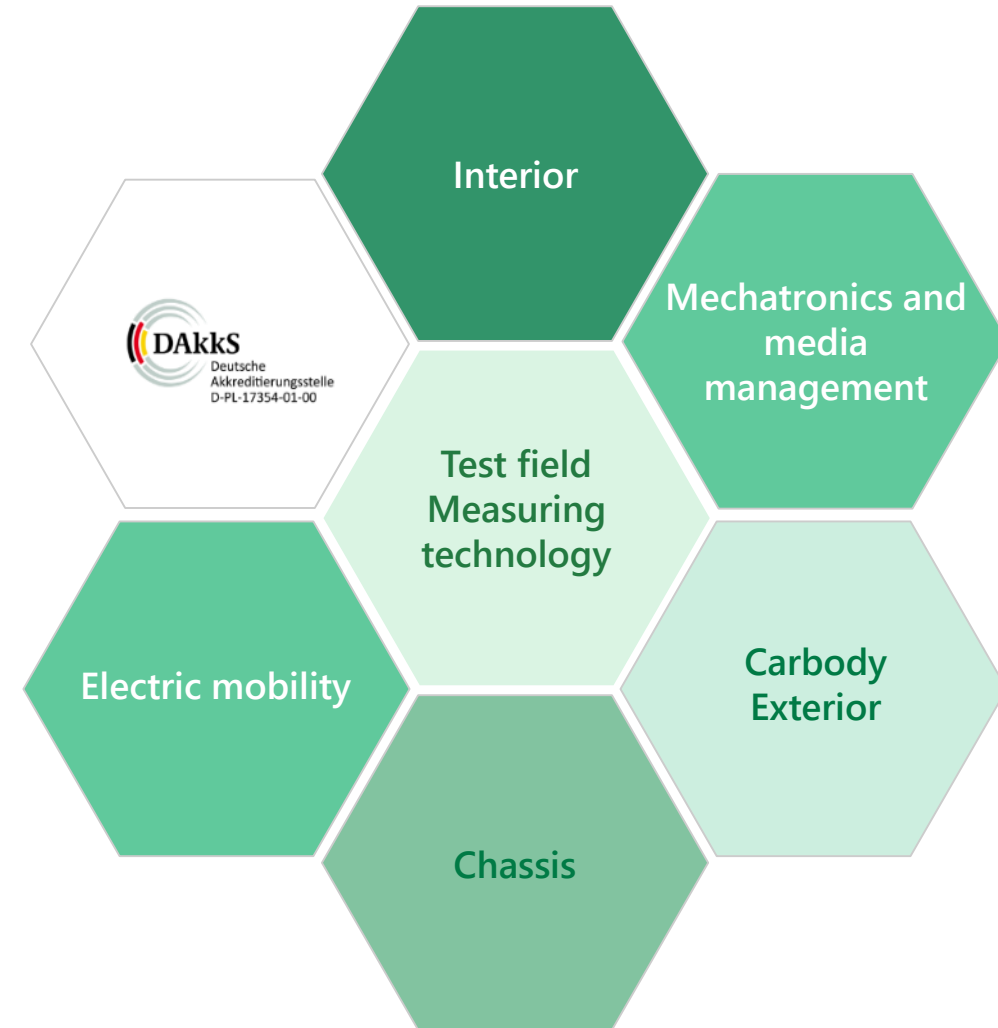 Interior
Mechatronics and
media
management
DAkkS
Deutsche
Akkreditierungsstelle
D-PL-17354-01-00
Test field
Measuring
technology
Carbody
Exterior
Electric mobility
Chassis